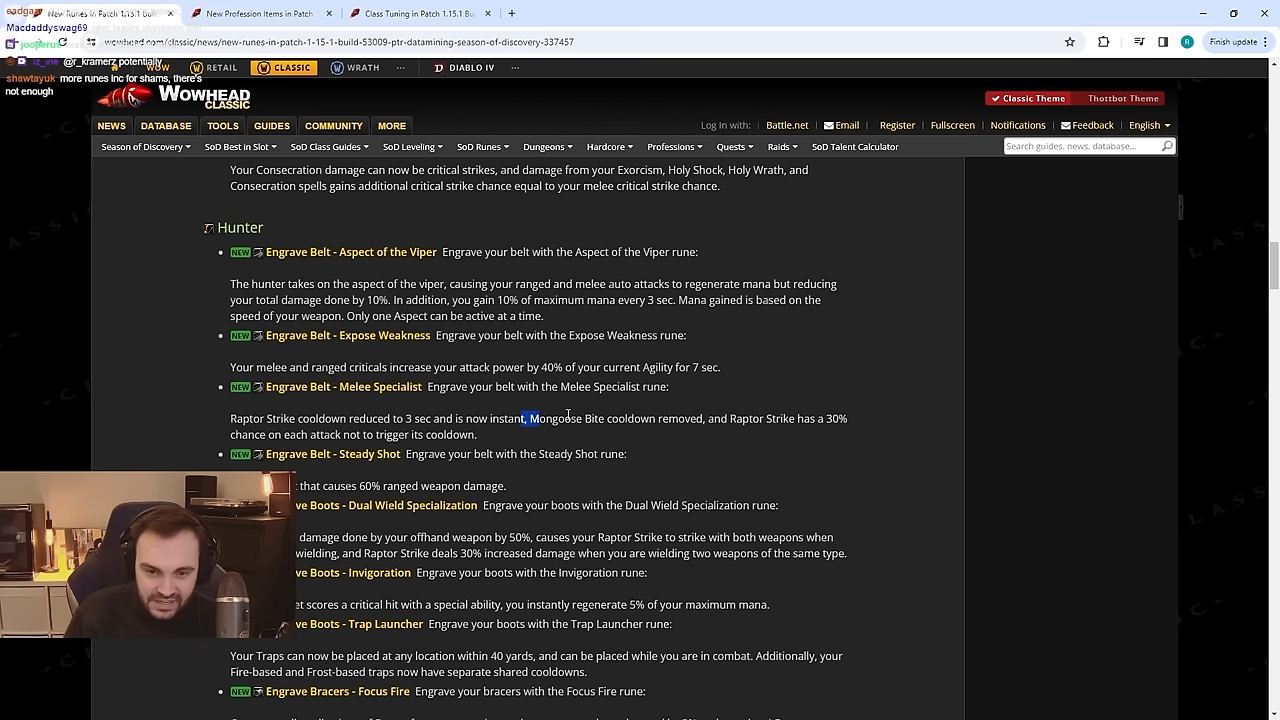 eadgazr
Macdaddyswag69
jooperus
iz_vie @r_kramerz potentially
shawtayuk more runes inc for shams, there's
not enough
New Runes in Patch 1.15.1 Buil
New Profession Items in Patch
Class Tuning in Patch 1.15.1 Bu
wowhead.com/classic/news/new-runes-in-patch-1-15-1-build-53009-ptr-datamining-season-of-discovery-337457
R
Finish update
WOW RETAIL CLASSIC WRATH ... DIABLO IV ...
WOWHEAD
CLASSIC
Classic Theme Thottbot Theme
NEWS DATABASE TOOLS GUIDES COMMUNITY MORE
Log In with: Battle.net Email Register Fullscreen Notifications Feedback English
Season of Discovery SoD Best in Slot SoD Class Guides SoD Leveling SoD Runes Dungeons Hardcore Professions Quests Raids SoD Talent Calculator
Search guides, news, database...
Your Consecration damage can now be critical strikes, and damage from your Exorcism, Holy Shock, Holy Wrath, and
Consecration spells gains additional critical strike chance equal to your melee critical strike chance.
Hunter
NEW Engrave Belt - Aspect of the Viper Engrave your belt with the Aspect of the Viper rune:
The hunter takes on the aspect of the viper, causing your ranged and melee auto attacks to regenerate mana but reducing
your total damage done by 10%. In addition, you gain 10% of maximum mana every 3 sec. Mana gained is based on the
speed of your weapon. Only one Aspect can be active at a time.
NEW Engrave Belt - Expose Weakness Engrave your belt with the Expose Weakness rune:
Your melee and ranged criticals increase your attack power by 40% of your current Agility for 7 sec.
NEW Engrave Belt - Melee Specialist Engrave your belt with the Melee Specialist rune:
Raptor Strike cooldown reduced to 3 sec and is now instant, Mongoose Bite cooldown removed, and Raptor Strike has a 30%
chance on each attack not to trigger its cooldown.
NEW Engrave Belt - Steady Shot Engrave your belt with the Steady Shot rune:
that causes 60% ranged weapon damage.
ve Boots - Dual Wield Specialization Engrave your boots with the Dual Wield Specialization rune:
damage done by your offhand weapon by 50%, causes your Raptor Strike to strike with both weapons when
wielding, and Raptor Strike deals 30% increased damage when you are wielding two weapons of the same type.
ve Boots - Invigoration Engrave your boots with the Invigoration rune:
et scores a critical hit with a special ability, you instantly regenerate 5% of your maximum mana.
ve Boots - Trap Launcher Engrave your boots with the Trap Launcher rune:
Your Traps can now be placed at any location within 40 yards, and can be placed while you are in combat. Additionally, your
Fire-based and Frost-based traps now have separate shared cooldowns.
NEW Engrave Bracers - Focus Fire Engrave your bracers with the Focus Fire rune: